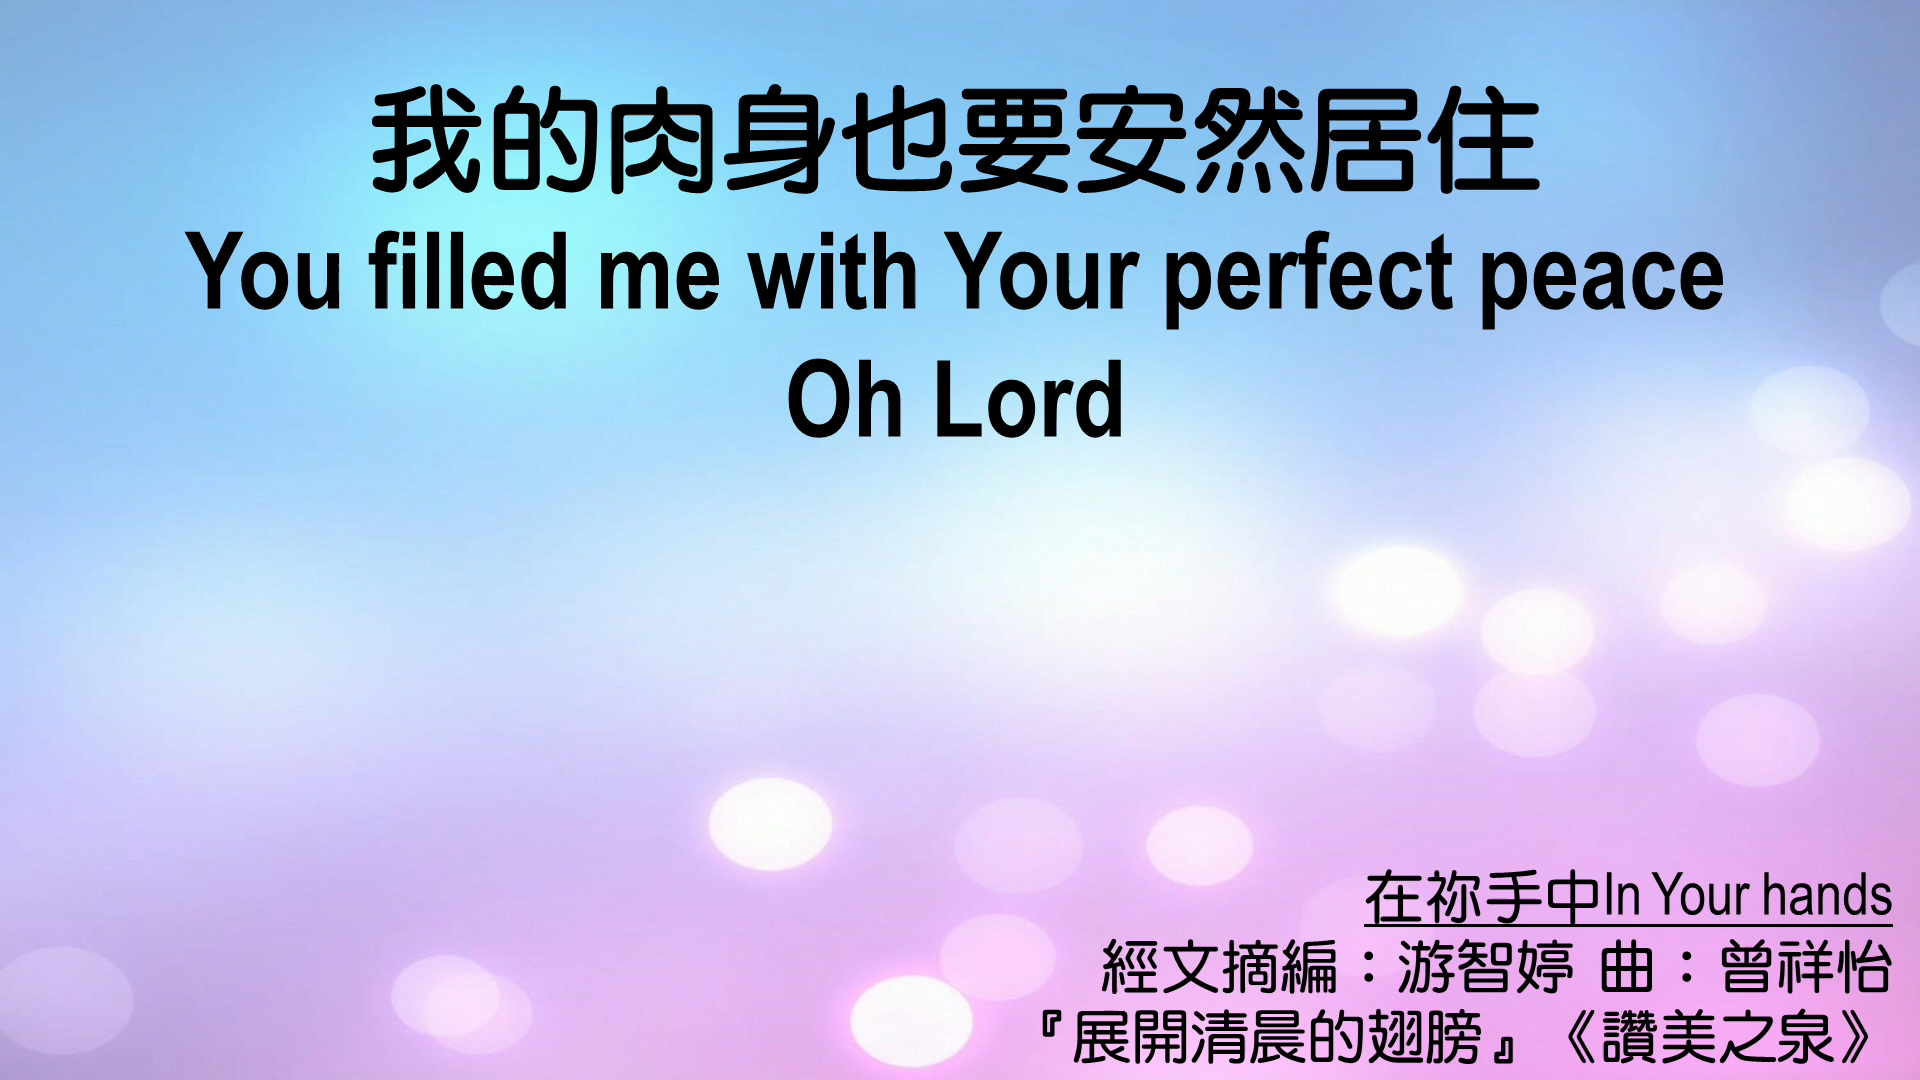 我的肉身也要安然居住
You filled me with Your perfect peace
Oh Lord
在祢手中In Your hands
經文摘編：游智婷 曲：曾祥怡
『展開清晨的翅膀』《讚美之泉》